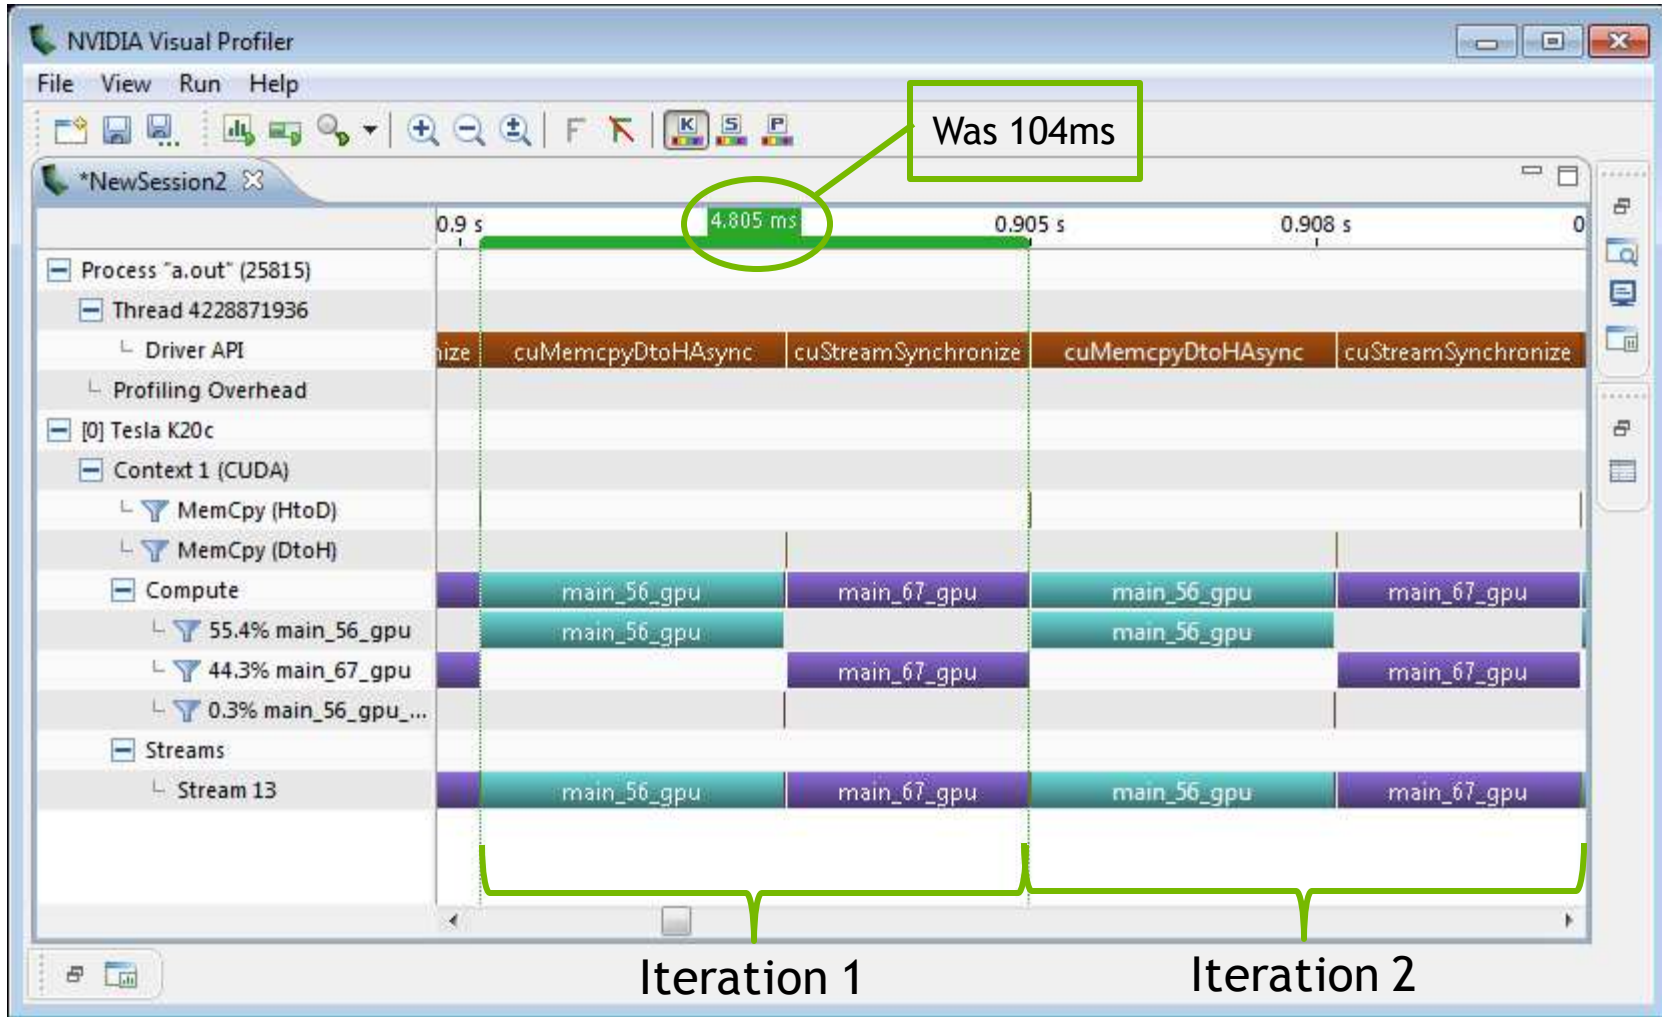 NVIDIA Visual Profiler
File View Run Help
F K S P
Was 104ms
*NewSession2
0.9 s 4.805 ms 0.905 s 0.908 s 0
Process "a.out" (25815)
Thread 4228871936
Driver API nize cuMemcpyDtoHAsync cuStreamSynchronize cuMemcpyDtoHAsync cuStreamSynchronize
Profiling Overhead
[0] Tesla K20c
Context 1 (CUDA)
MemCpy (HtoD)
MemCpy (DtoH)
Compute main_56_gpu main_67_gpu main_56_gpu main_67_gpu
55.4% main_56_gpu main_56_gpu main_56_gpu
44.3% main_67_gpu main_67_gpu main_67_gpu
0.3% main_56_gpu_...
Streams
Stream 13 main_56_gpu main_67_gpu main_56_gpu main_67_gpu
Iteration 1 Iteration 2